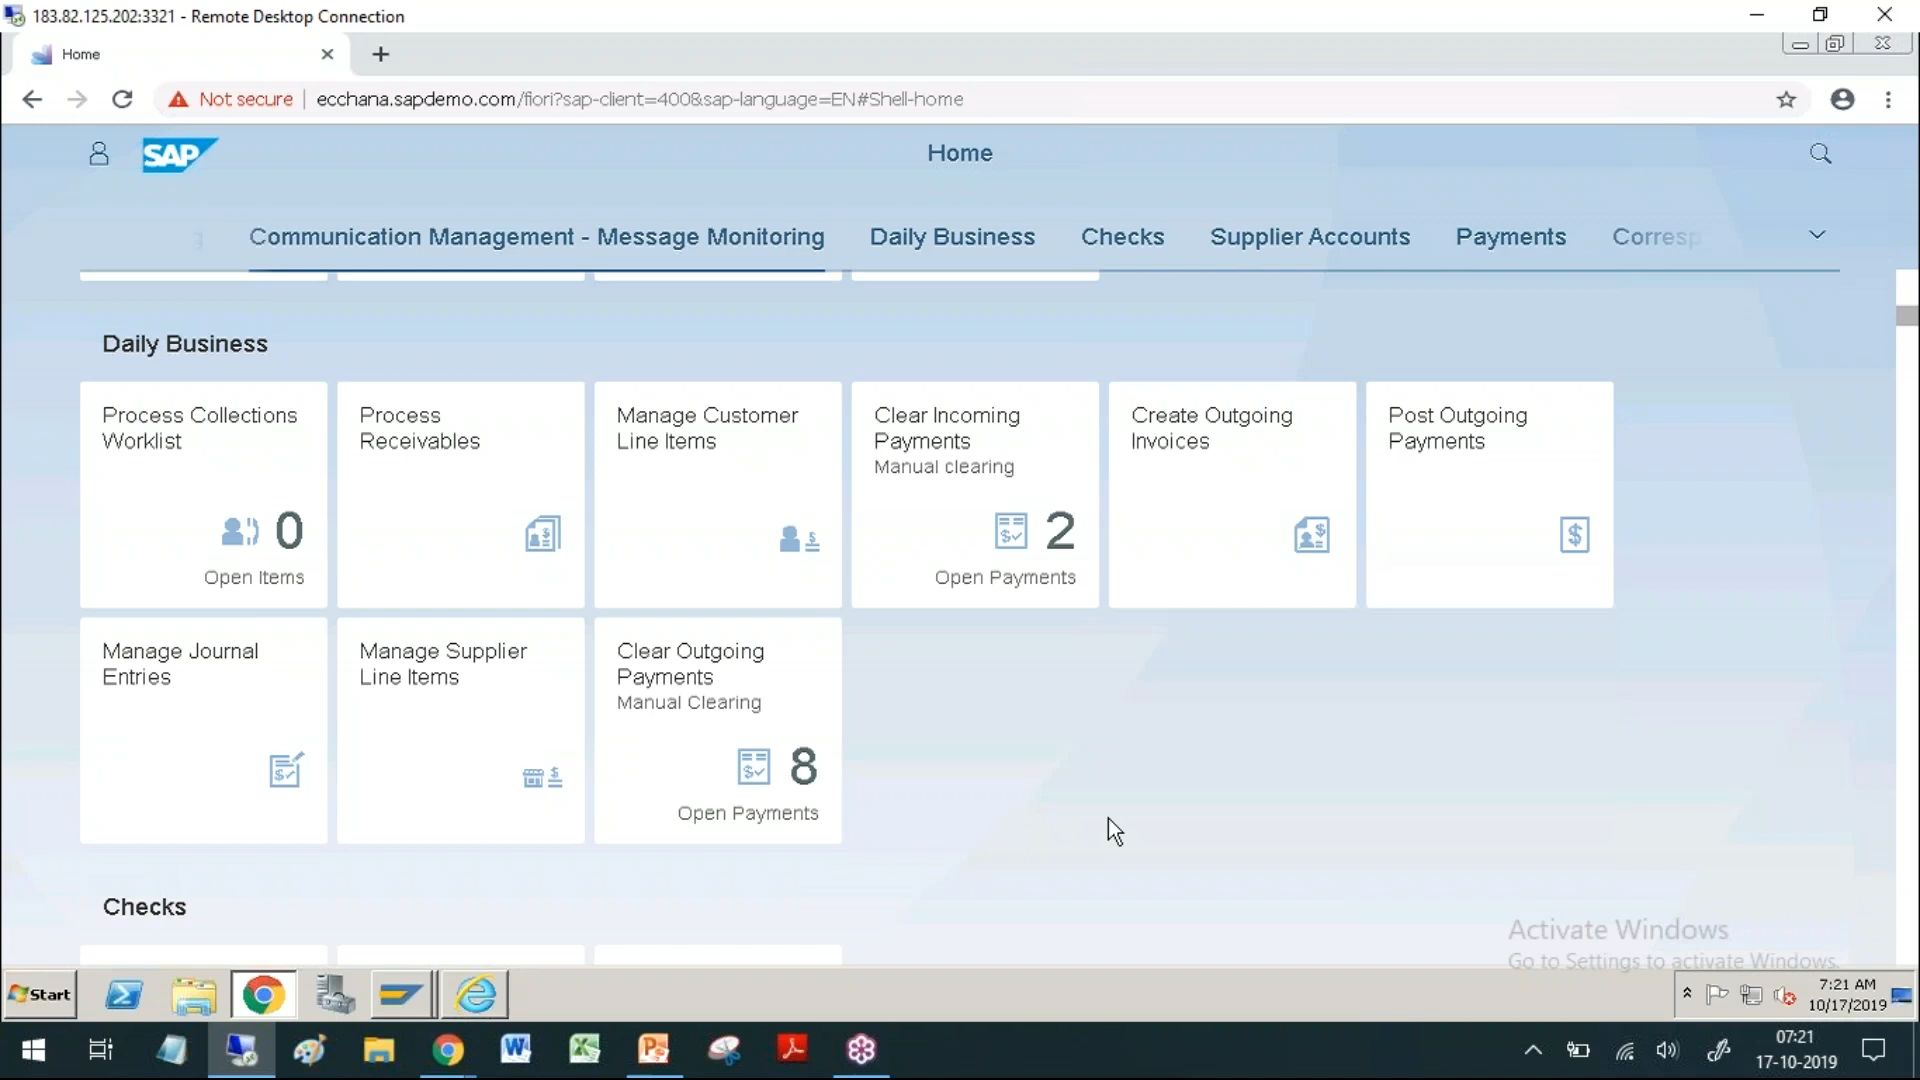 183.82.125.202:3321 - Remote Desktop Connection
Home
Not secure
ecchana.sapdemo.com/fiori?sap-client=400&sap-language=EN#Shell-home
SAP
Home
Communication Management - Message Monitoring
Daily Business
Checks
Supplier Accounts
Payments
Corresp
Daily Business
Process Collections
Worklist
0
Open Items
Process
Receivables
Manage Customer
Line Items
Clear Incoming
Payments
Manual clearing
2
Open Payments
Create Outgoing
Invoices
Post Outgoing
Payments
Manage Journal
Entries
Manage Supplier
Line Items
Clear Outgoing
Payments
Manual Clearing
8
Open Payments
Checks
Activate Windows
Go to Settings to activate Windows.
Start
7:21 AM
10/17/2019
07:21
17-10-2019